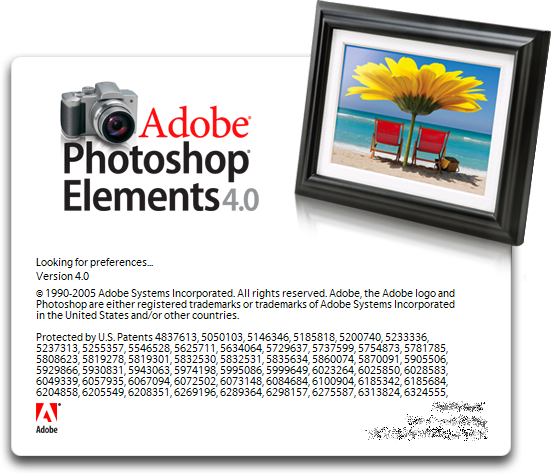 Adobe®
Photoshop®
Elements 4.0
Looking for preferences...
Version 4.0
© 1990-2005 Adobe Systems Incorporated. All rights reserved. Adobe, the Adobe logo and
Photoshop are either registered trademarks or trademarks of Adobe Systems Incorporated
in the United States and/or other countries.
Protected by U.S. Patents 4837613, 5050103, 5146346, 5185818, 5200740, 5233336,
5237313, 5255357, 5546528, 5625711, 5634064, 5729637, 5737599, 5754873, 5781785,
5808623, 5819278, 5819301, 5832530, 5832531, 5835634, 5860074, 5870091, 5905506,
5929866, 5930831, 5943063, 5974198, 5995086, 5999649, 6023264, 6025850, 6028583,
6049339, 6057935, 6067094, 6072502, 6073148, 6084684, 6100904, 6185342, 6185684,
6204858, 6205549, 6208351, 6269196, 6289364, 6298157, 6275587, 6313824, 6324555,
Adobe